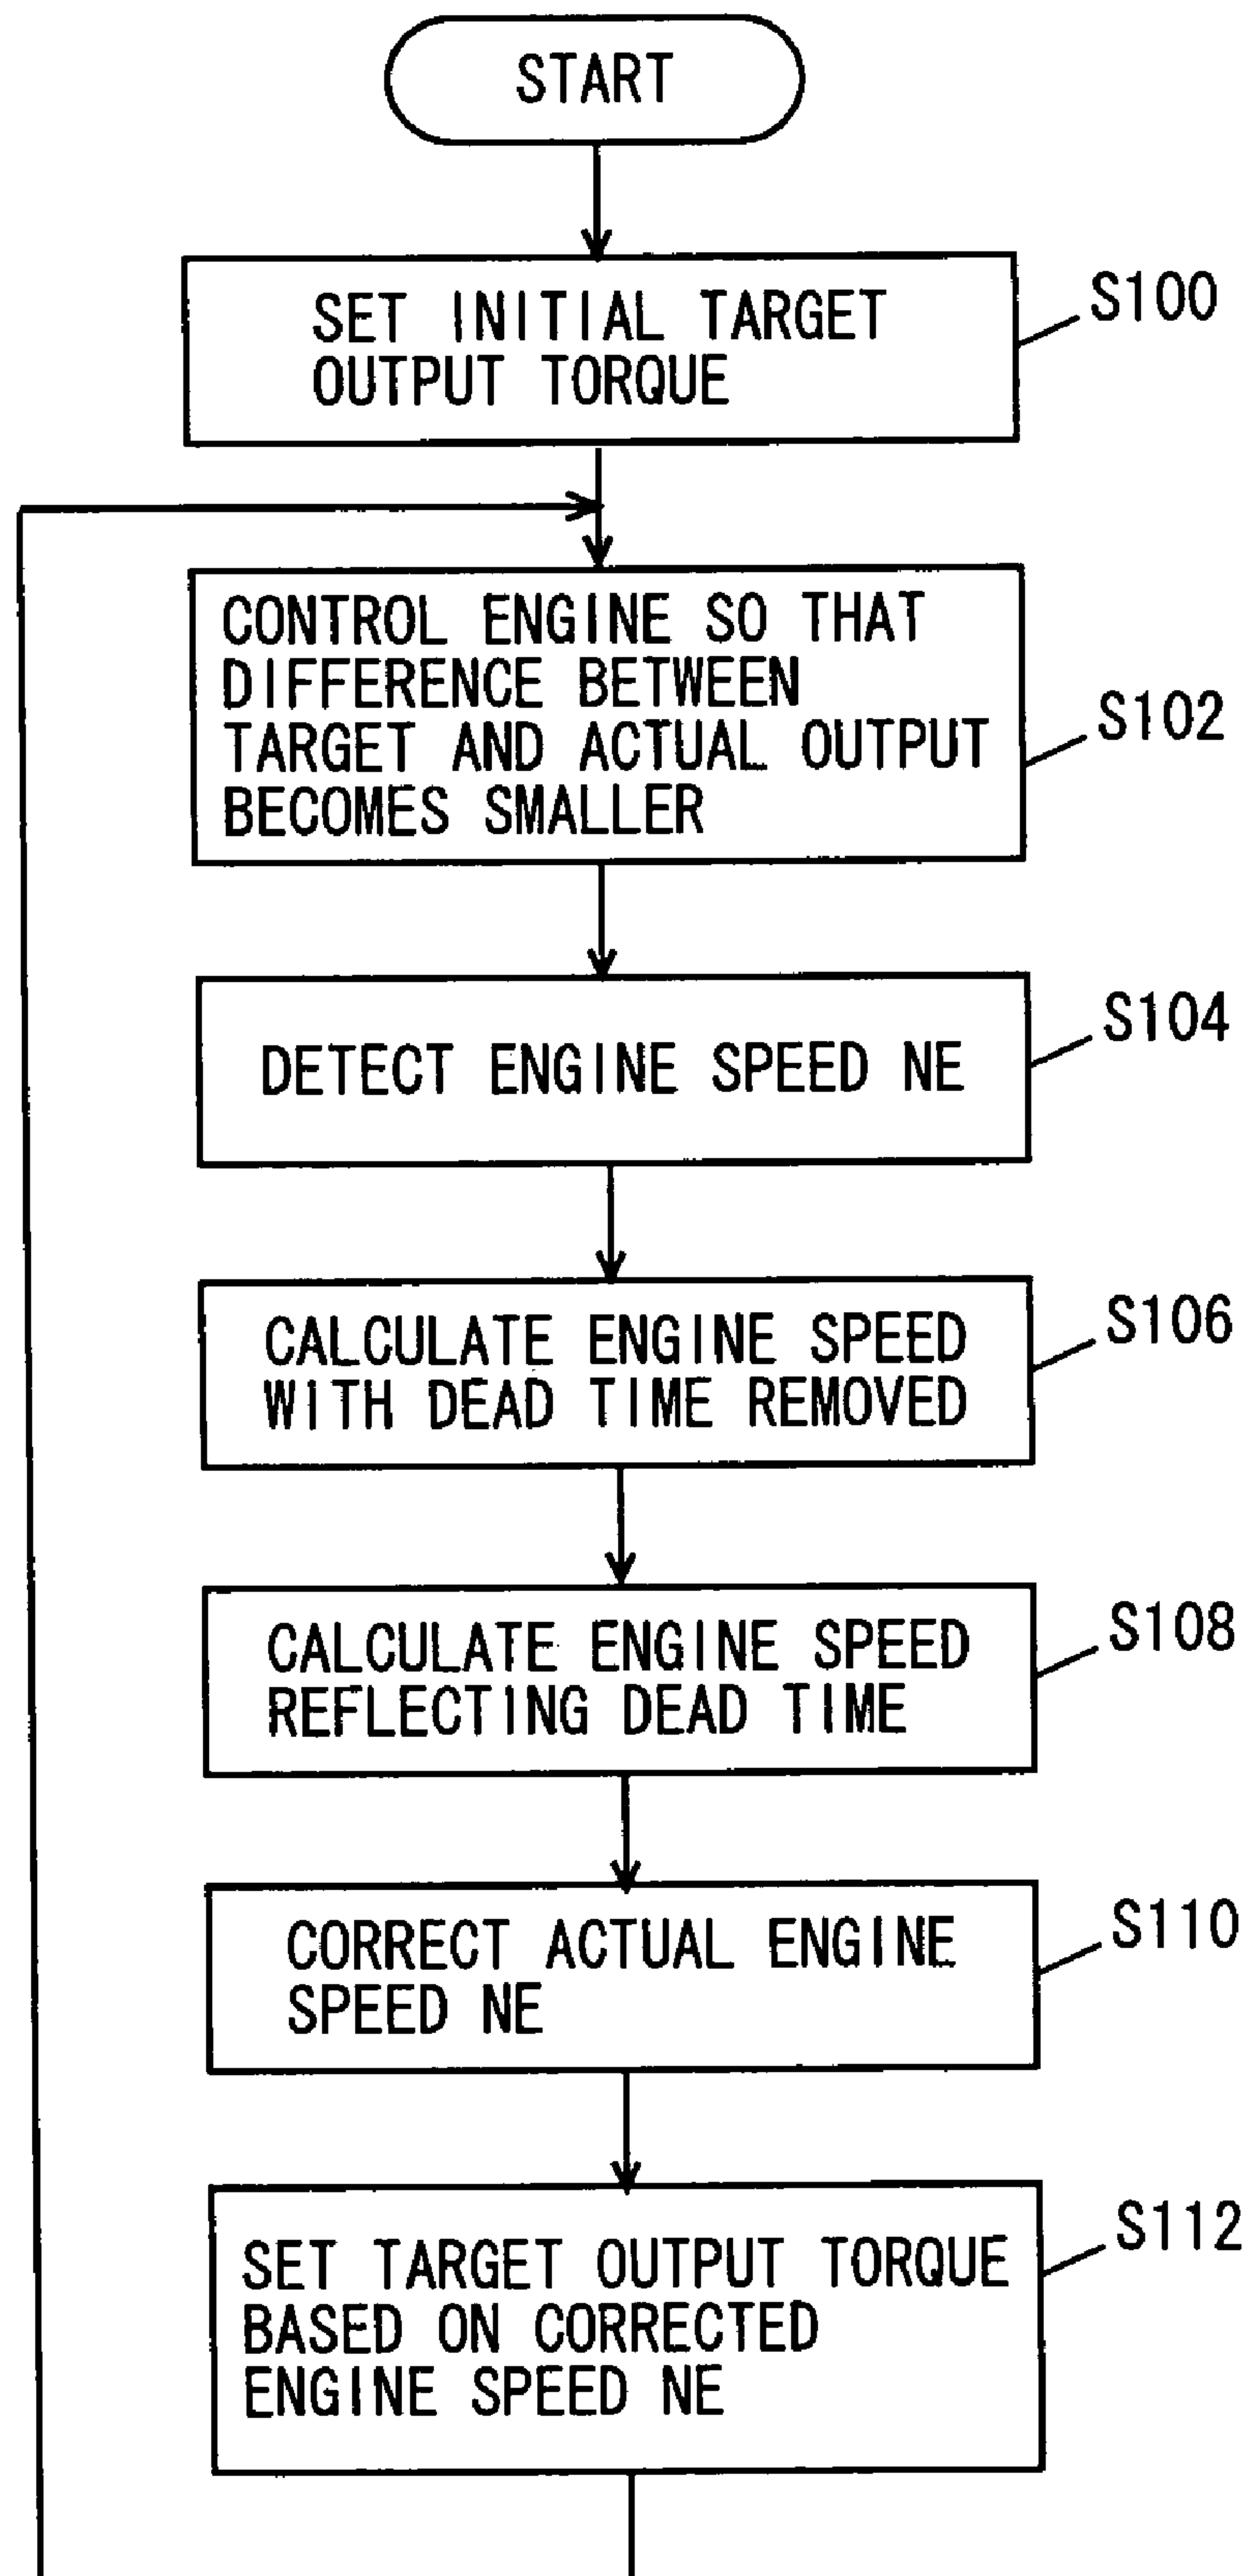 START
SET INITIAL TARGET
OUTPUT TORQUE
S100
CONTROL ENGINE SO THAT
DIFFERENCE BETWEEN
TARGET AND ACTUAL OUTPUT
BECOMES SMALLER
S102
DETECT ENGINE SPEED NE
S104
CALCULATE ENGINE SPEED
WITH DEAD TIME REMOVED
S106
CALCULATE ENGINE SPEED
REFLECTING DEAD TIME
S108
CORRECT ACTUAL ENGINE
SPEED NE
S110
SET TARGET OUTPUT TORQUE
BASED ON CORRECTED
ENGINE SPEED NE
S112